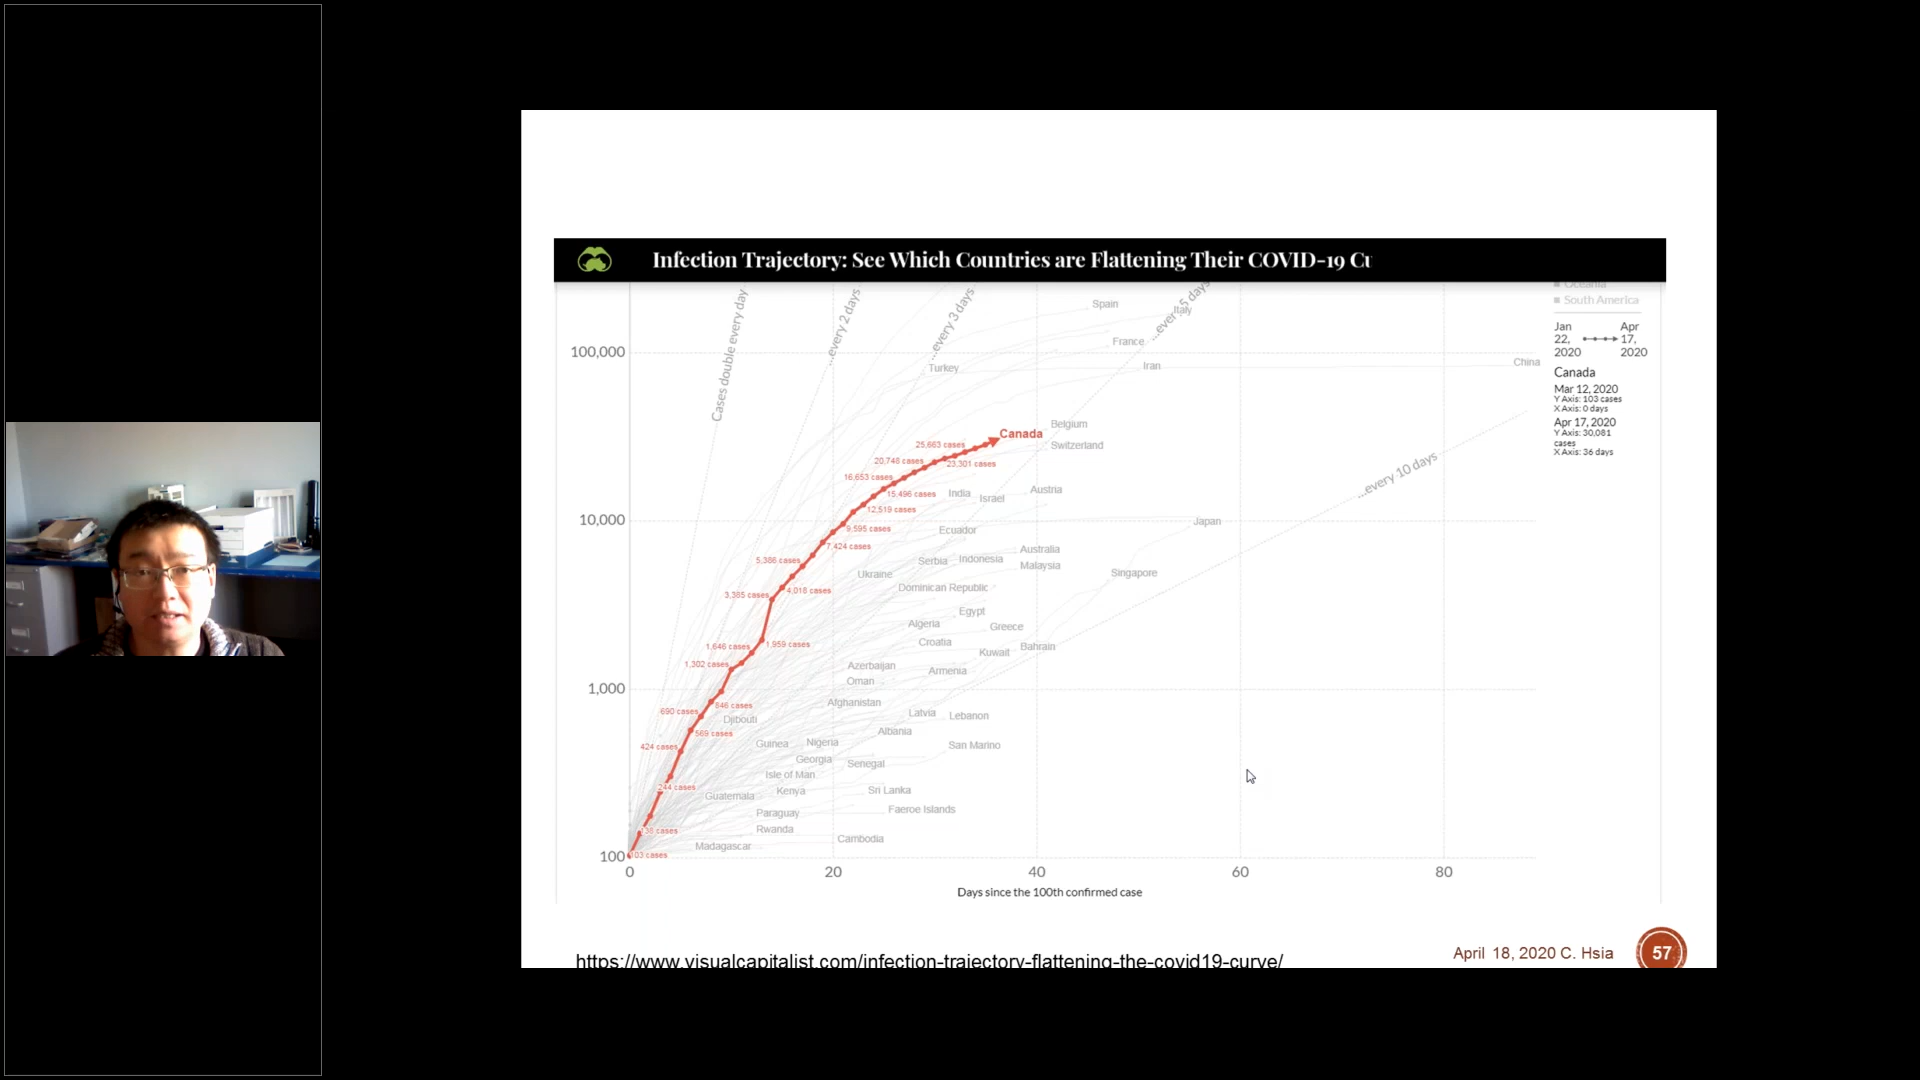 Infection Trajectory: See Which Countries are Flattening Their COVID-19 Cu
Cases double every day
...every 2 days
...every 3 days
...every 5 days
...every 10 days
Oceania
South America
Jan 22, 2020
Apr 17, 2020
Canada
Mar 12, 2020
Y Axis: 103 cases
X Axis: 0 days
Apr 17, 2020
Y Axis: 30,081
cases
X Axis: 36 days
Spain
Italy
France
100,000
Turkey
Iran
China
Belgium
Canada
Switzerland
25,663 cases
20,748 cases
23,301 cases
16,653 cases
15,496 cases
India
Israel
Austria
12,519 cases
10,000
Japan
9,595 cases
Ecuador
7,424 cases
Australia
5,386 cases
Serbia
Indonesia
Malaysia
Ukraine
Singapore
4,018 cases
Dominican Republic
3,385 cases
Egypt
Algeria
Greece
1,959 cases
Croatia
1,646 cases
Kuwait
Bahrain
1,302 cases
Azerbaijan
Armenia
Oman
1,000
846 cases
Afghanistan
690 cases
Latvia
Lebanon
Djibouti
569 cases
Albania
424 cases
Guinea
Nigeria
San Marino
Georgia
Senegal
Isle of Man
244 cases
Guatemala
Kenya
Sri Lanka
Paraguay
Faeroe Islands
138 cases
Rwanda
Cambodia
Madagascar
100
103 cases
0
20
40
60
80
Days since the 100th confirmed case
https://www.visualcapitalist.com/infection-trajectory-flattening-the-covid19-curve/
April 18, 2020 C. Hsia
57